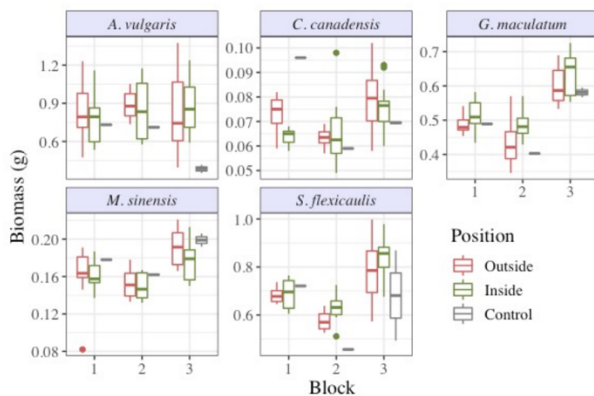 A. vulgaris
C. canadensis
G. maculatum
1.2
0.9
0.6
0.10
0.09
0.08
0.07
0.06
0.05
0.7
0.6
0.5
0.4
1 2 3
M. sinensis
S. flexicaulis
0.20
0.16
0.12
0.08
1.0
0.8
0.6
1 2 3
1 2 3
Biomass (g)
Block
Position
Outside
Inside
Control